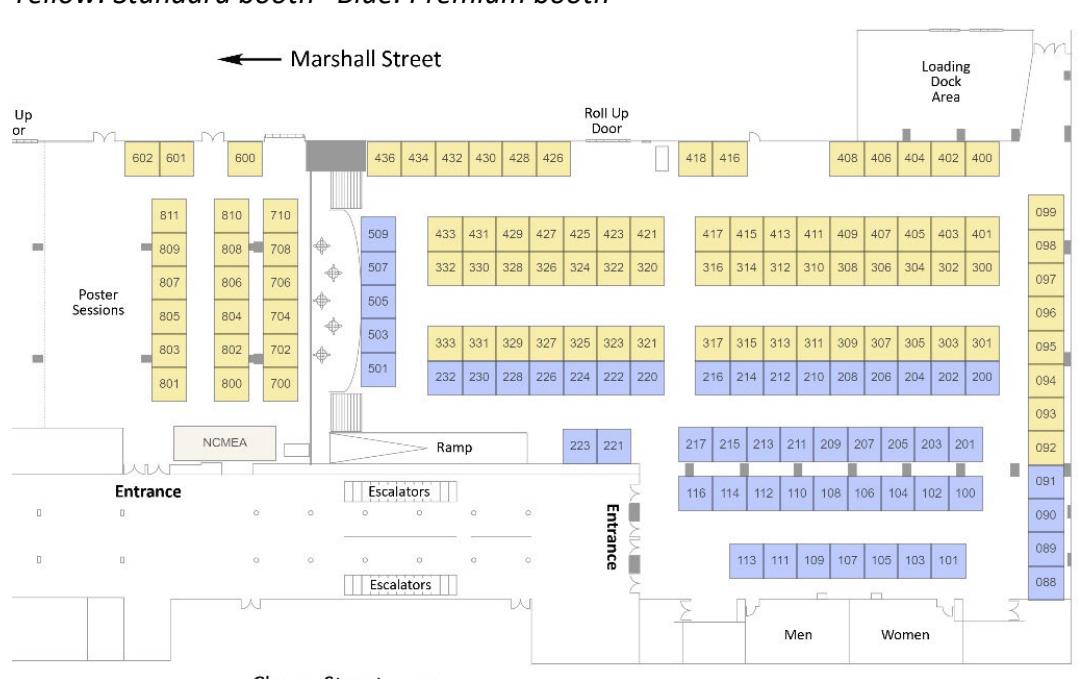 Yellow: Standard booth Blue: Premium booth
Marshall Street
Loading
Dock
Area
Up
or
Roll Up
Door
602 601 600 436 434 432 430 428 426 418 416 408 406 404 402 400
811 810 710 099
509 433 431 429 427 425 423 421 417 415 413 411 409 407 405 403 401
809 808 708 098
507 332 330 328 326 324 322 320 316 314 312 310 308 306 304 302 300
807 806 706 097
Poster
Sessions
505 096
805 804 704
503 333 331 329 327 325 323 321 317 315 313 311 309 307 305 303 301
803 802 702 095
501 232 230 228 226 224 222 220 216 214 212 210 208 206 204 202 200
801 800 700 094
093
NCMEA Ramp 223 221 217 215 213 211 209 207 205 203 201 092
Entrance Escalators 116 114 112 110 108 106 104 102 100 091
Entrance
090
113 111 109 107 105 103 101 089
Escalators 088
Men Women